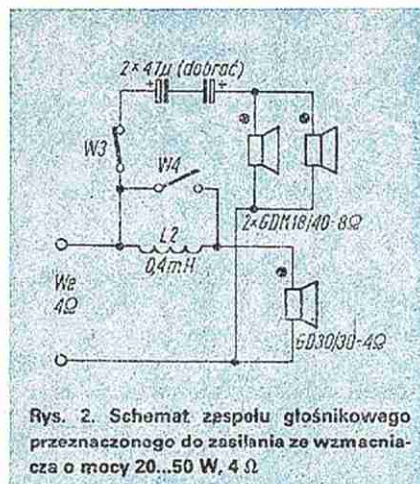 2×47µ (dobrać)
+ +
W3
W4
2×GDM18/40-8Ω
L2
0,4mH
We
4Ω
GD30/30-4Ω
Rys. 2. Schemat zespołu głośnikowego
przeznaczonego do zasilania ze wzmacnia-
cza o mocy 20...50 W, 4 Ω